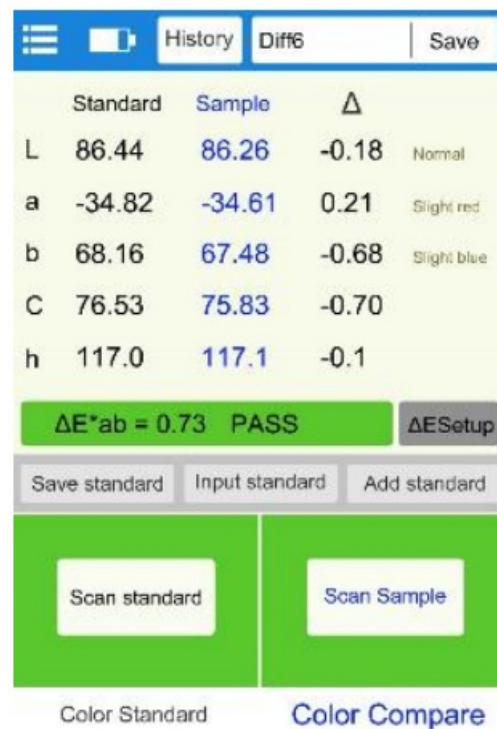 History Diff6 Save
Standard Sample Δ
L 86.44 86.26 -0.18 Normal
a -34.82 -34.61 0.21 Slight red
b 68.16 67.48 -0.68 Slight blue
C 76.53 75.83 -0.70
h 117.0 117.1 -0.1
ΔE*ab = 0.73 PASS ΔESetup
Save standard Input standard Add standard
Scan standard Scan Sample
Color Standard Color Compare